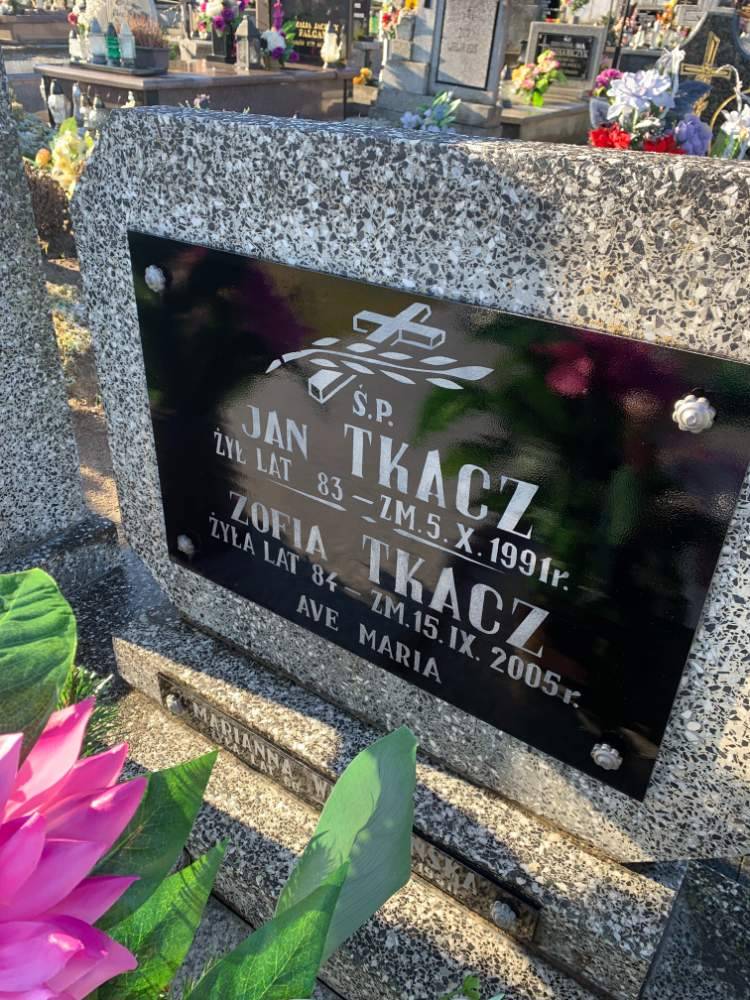 Ś.P.
JAN TKACZ
ŻYŁ LAT 83 – ZM. 5. X. 1991r.
ZOFIA TKACZ
ŻYŁA LAT 84 – ZM. 15. IX. 2005r.
AVE MARIA
MARIANNA